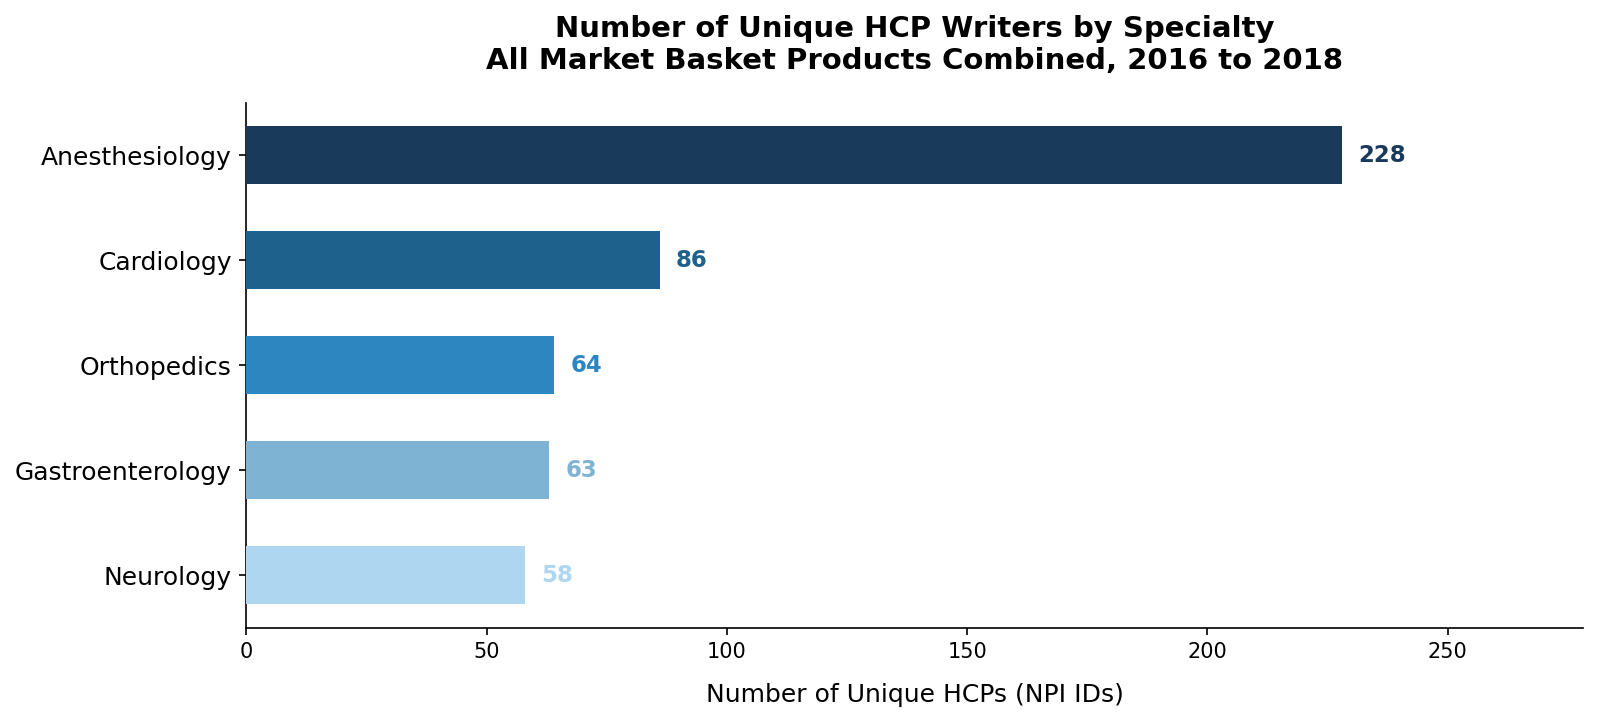 Number of Unique HCP Writers by Specialty
All Market Basket Products Combined, 2016 to 2018
Anesthesiology
228
Cardiology
86
Orthopedics
64
Gastroenterology
63
Neurology
58
0 50 100 150 200 250
Number of Unique HCPs (NPI IDs)